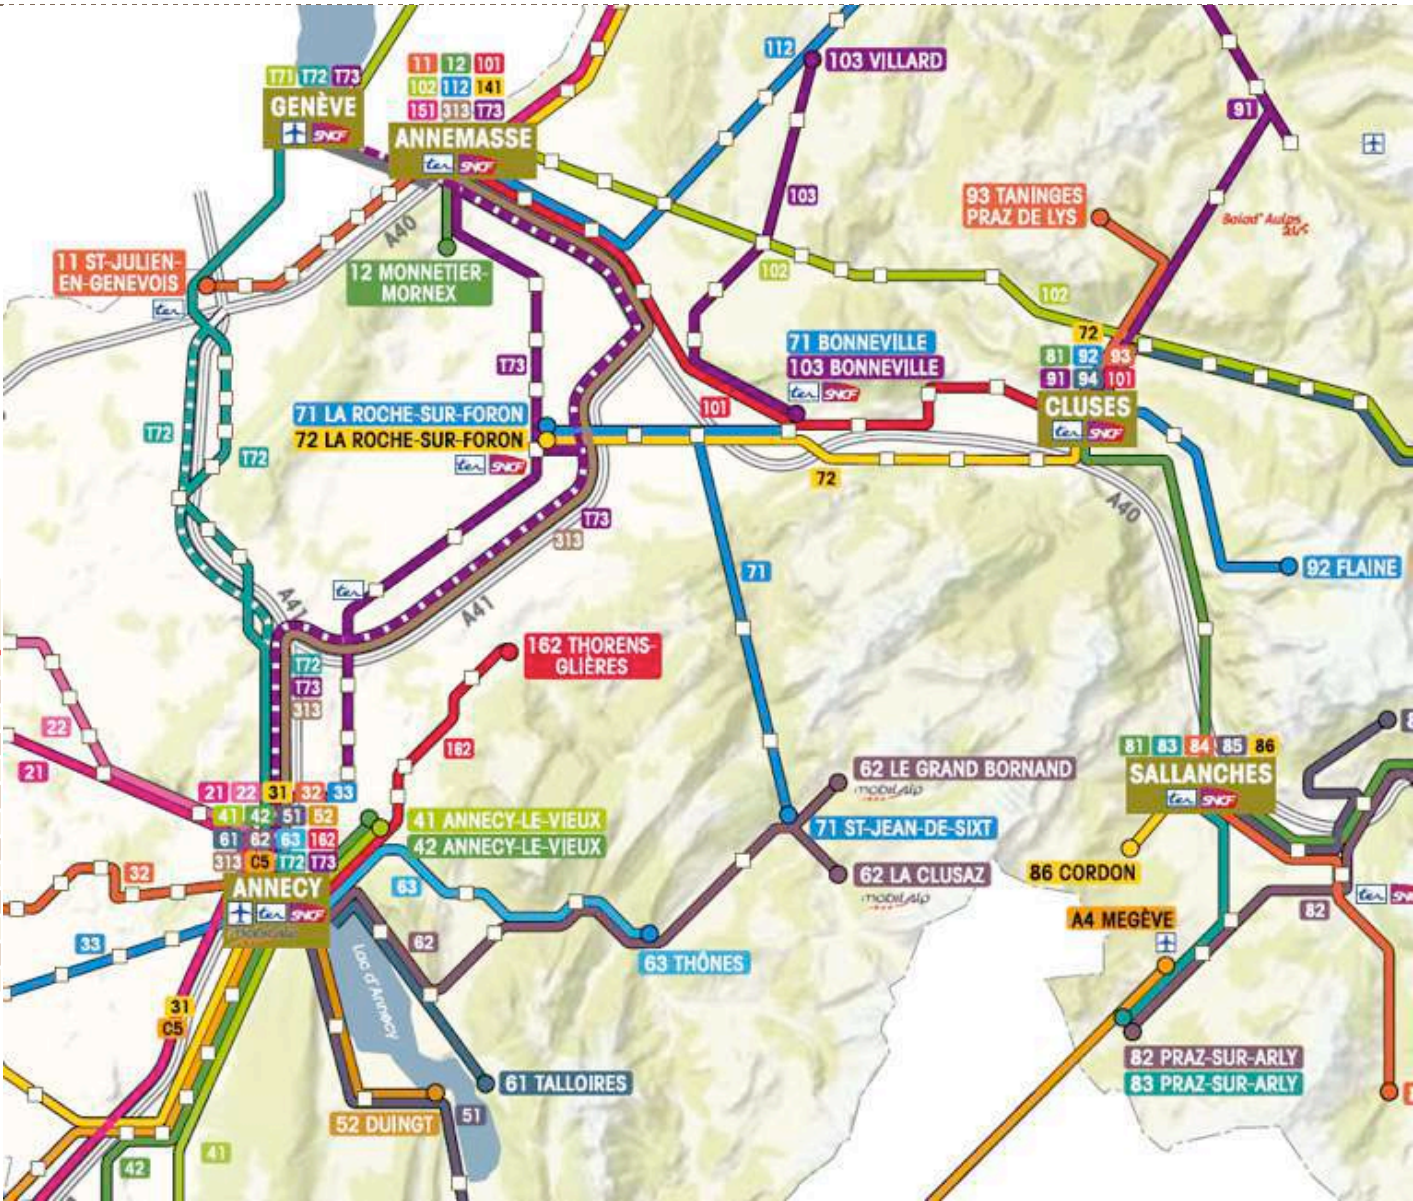 T71 T72 T73
GENÈVE
SNCF
11 12 101
102 112 141
151 313 T73
ANNEMASSE
ter SNCF
112
103 VILLARD
91
103
93 TANINGES
PRAZ DE LYS
A40
11 ST-JULIEN-
EN-GENEVOIS
ter
12 MONNETIER-
MORNEX
102
102
T73
71 BONNEVILLE
103 BONNEVILLE
ter SNCF
72
81 92 93
91 94 101
CLUSES
ter SNCF
101
71 LA ROCHE-SUR-FORON
72 LA ROCHE-SUR-FORON
ter SNCF
T72
T72
72
A40
T73
313
71
92 FLAINE
ter
A41
A41
162 THORENS-
GLIÈRES
T72
T73
313
22
21
162
81 83 84 85 86
SALLANCHES
ter SNCF
21 22 31 32 33
41 42 51 52
61 62 63 162
313 C5 T72 T73
ANNECY
ter SNCF
mobilalp
41 ANNECY-LE-VIEUX
42 ANNECY-LE-VIEUX
62 LE GRAND BORNAND
mobilalp
71 ST-JEAN-DE-SIXT
62 LA CLUSAZ
mobilalp
86 CORDON
32
63
33
62
63 THÔNES
A4 MEGÈVE
82
ter SN
Lac d'Annecy
31
C5
61 TALLOIRES
52 DUINGT
51
82 PRAZ-SUR-ARLY
83 PRAZ-SUR-ARLY
42
41